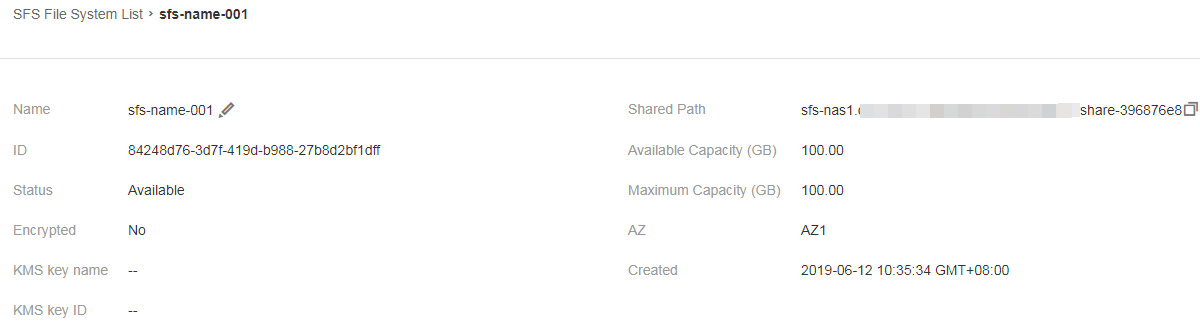 SFS File System List › sfs-name-001
Name sfs-name-001 Shared Path sfs-nas1. share-396876e8
ID 84248d76-3d7f-419d-b988-27b8d2bf1dff Available Capacity (GB) 100.00
Status Available Maximum Capacity (GB) 100.00
Encrypted No AZ AZ1
KMS key name -- Created 2019-06-12 10:35:34 GMT+08:00
KMS key ID --